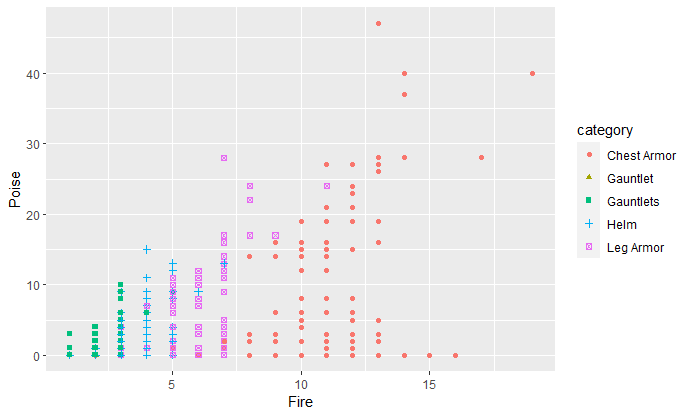 Poise
40
30
20
10
0
5
10
15
Fire
category
Chest Armor
Gauntlet
Gauntlets
Helm
Leg Armor